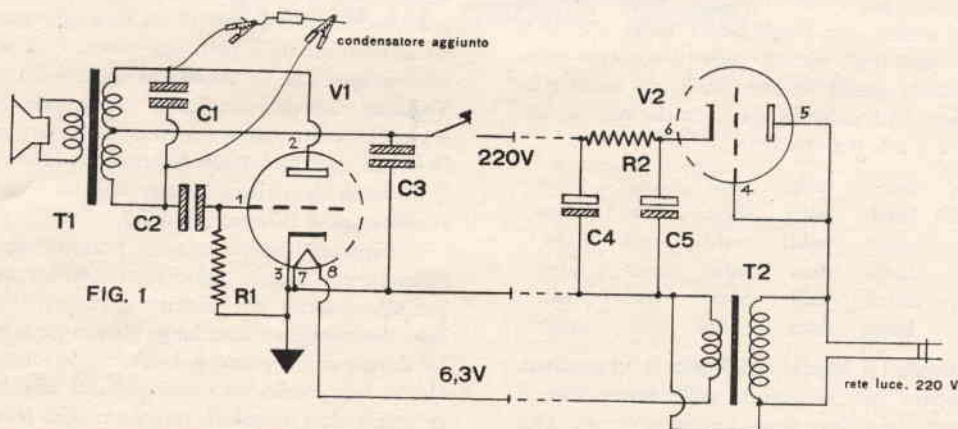 condensatore aggiunto
C1
V1
2
T1
C2
1
3
7
8
R1
C3
FIG. 1
220V
6,3V
R2
V2
6
5
4
C4
C5
T2
rete luce. 220 V